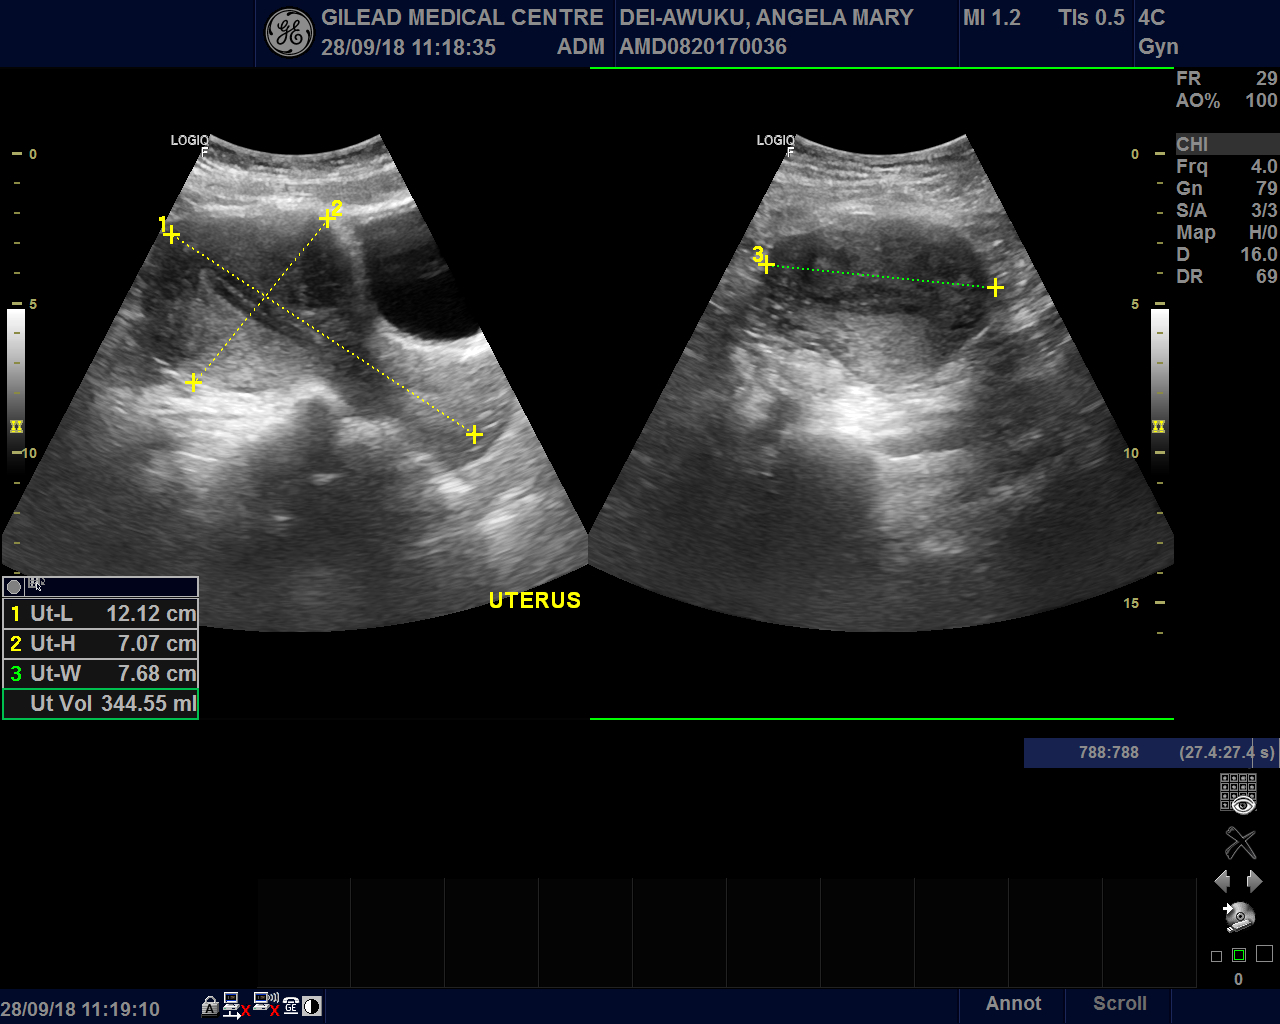 GILEAD MEDICAL CENTRE
28/09/18 11:18:35 ADM
DEI-AWUKU, ANGELA MARY
AMD0820170036
MI 1.2 TIs 0.5
4C
Gyn
FR 29
AO% 100
CHI
Frq 4.0
Gn 79
S/A 3/3
Map H/0
D 16.0
DR 69
LOGIQ
F
LOGIQ
F
0
5
10
0
5
10
15
1
2
3
UTERUS
1 Ut-L 12.12 cm
2 Ut-H 7.07 cm
3 Ut-W 7.68 cm
Ut Vol 344.55 ml
788:788 (27.4:27.4 s)
0
28/09/18 11:19:10
Annot
Scroll